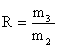 R = m₃ / m₂